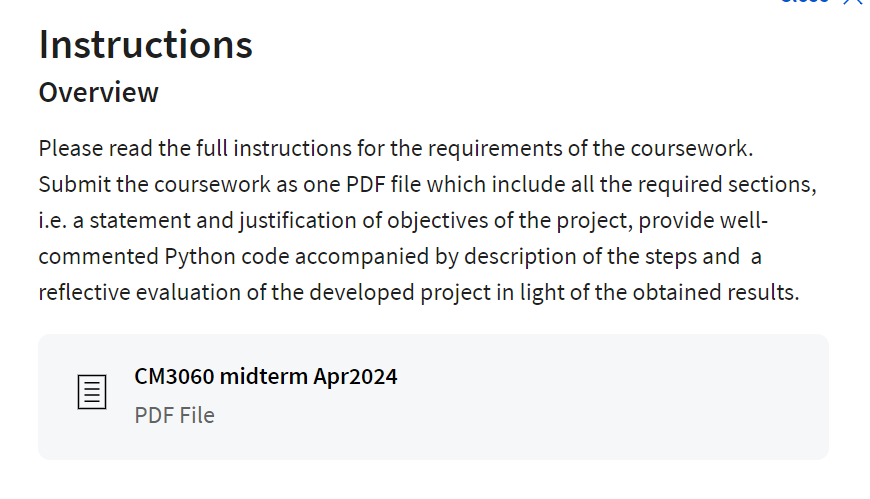 Instructions
Overview
Please read the full instructions for the requirements of the coursework.
Submit the coursework as one PDF file which include all the required sections,
i.e. a statement and justification of objectives of the project, provide well-
commented Python code accompanied by description of the steps and  a
reflective evaluation of the developed project in light of the obtained results.
CM3060 midterm Apr2024
PDF File